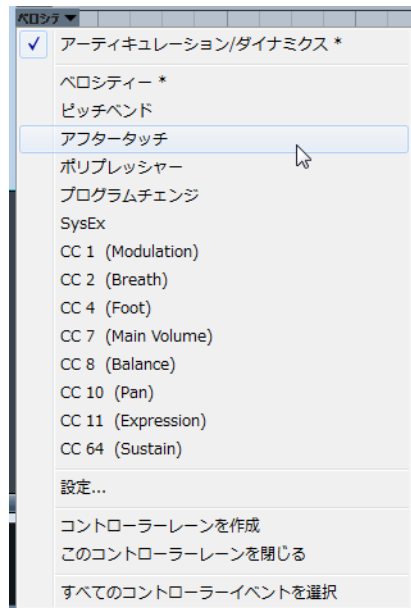 ベロシテ
アーティキュレーション/ダイナミクス *
ベロシティー *
ピッチベンド
アフタータッチ
ポリプレッシャー
プログラムチェンジ
SysEx
CC 1 (Modulation)
CC 2 (Breath)
CC 4 (Foot)
CC 7 (Main Volume)
CC 8 (Balance)
CC 10 (Pan)
CC 11 (Expression)
CC 64 (Sustain)
設定...
コントローラーレーンを作成
このコントローラーレーンを閉じる
すべてのコントローラーイベントを選択